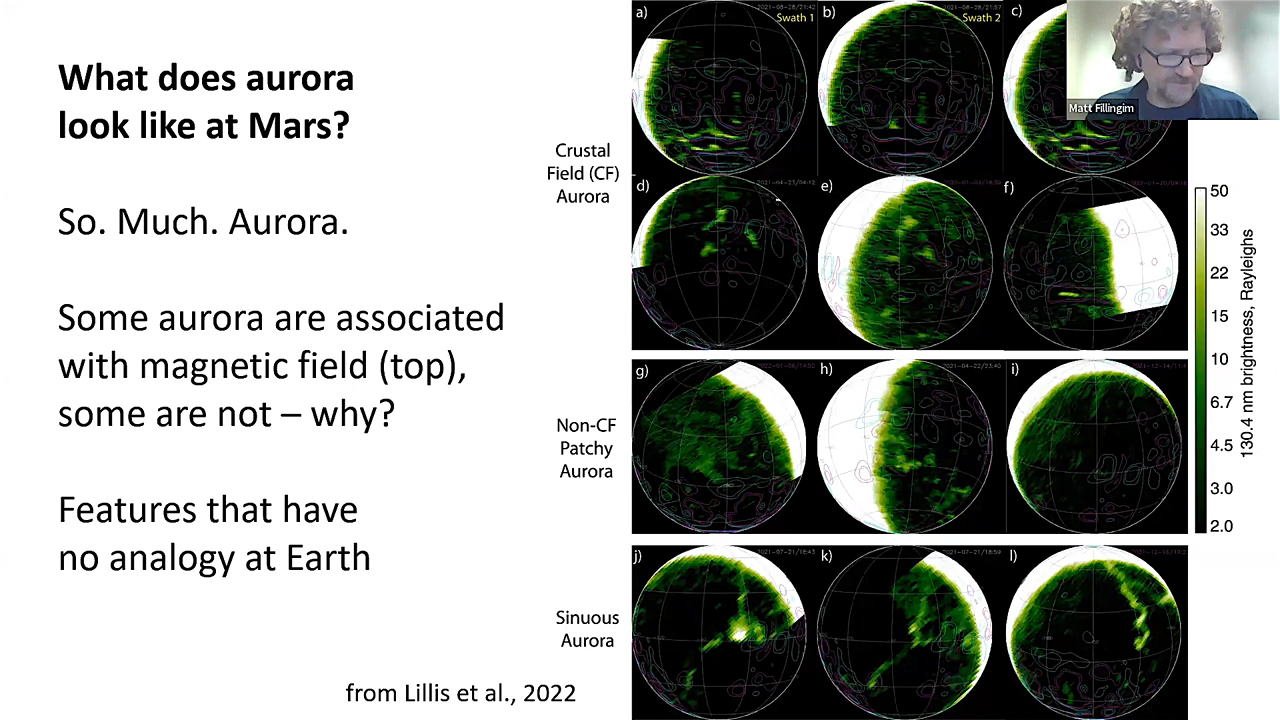 What does aurora
look like at Mars?
So. Much. Aurora.
Some aurora are associated
with magnetic field (top),
some are not – why?
Features that have
no analogy at Earth
from Lillis et al., 2022
Crustal
Field (CF)
Aurora
Non-CF
Patchy
Aurora
Sinuous
Aurora
a)
Swath 1
b)
Swath 2
c)
Matt Fillingim
d)
e)
f)
g)
h)
i)
j)
k)
l)
50
33
22
15
10
6.7
4.5
3.0
2.0
130.4 nm brightness, Rayleighs